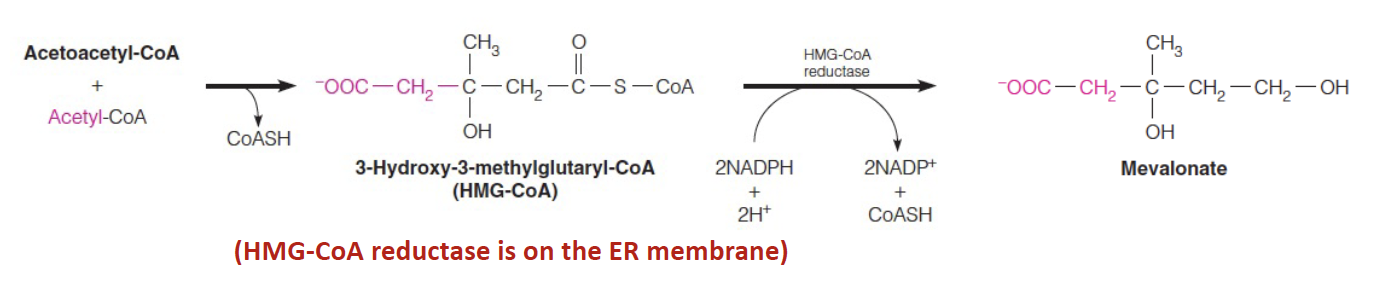 Acetoacetyl-CoA
+
Acetyl-CoA
CoASH
CH₃
O
⁻OOC—CH₂—C—CH₂—C—S—CoA
OH
3-Hydroxy-3-methylglutaryl-CoA
(HMG-CoA)
HMG-CoA
reductase
2NADPH
+
2H⁺
2NADP⁺
+
CoASH
CH₃
⁻OOC—CH₂—C—CH₂—CH₂—OH
OH
Mevalonate
(HMG-CoA reductase is on the ER membrane)